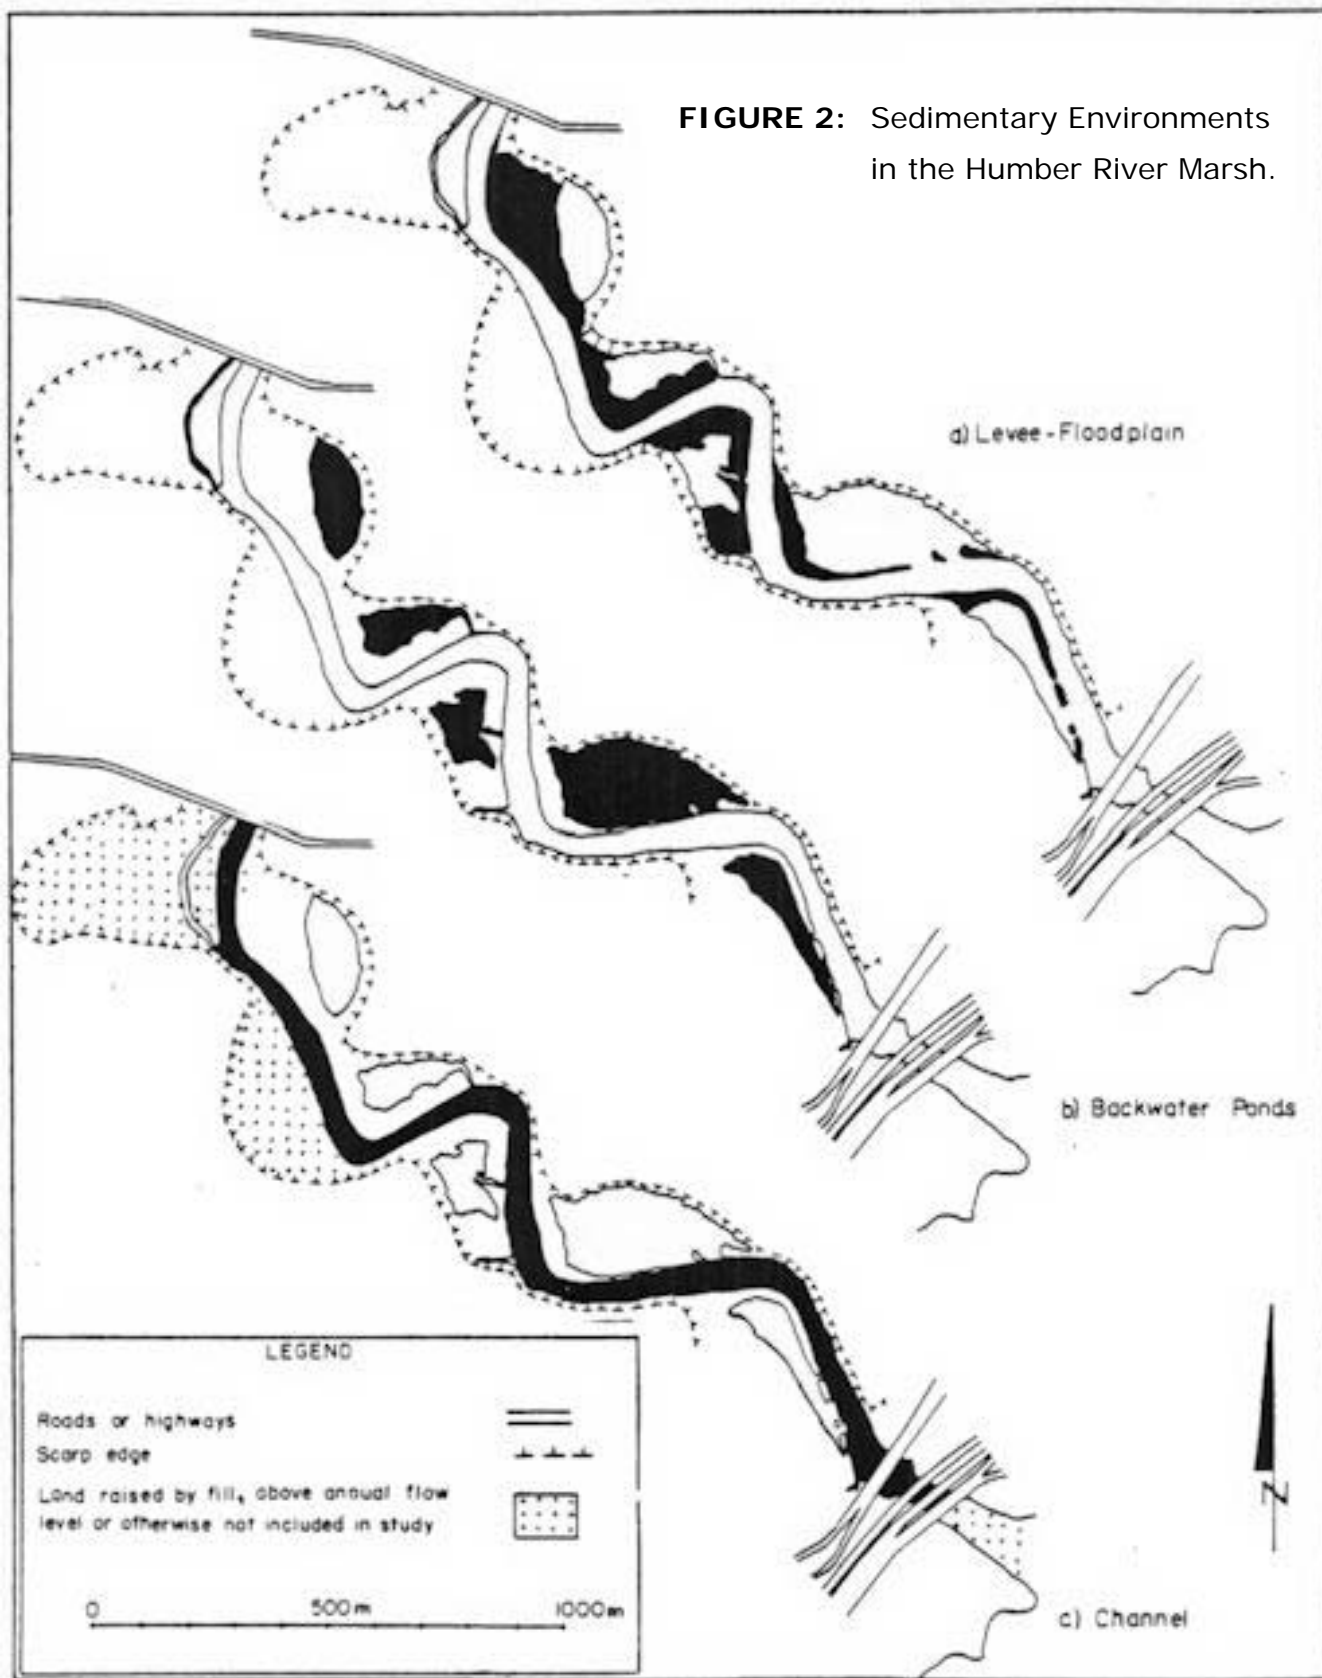 FIGURE 2: Sedimentary Environments
in the Humber River Marsh.
a) Levee-Floodplain
b) Backwater Ponds
LEGEND
Roads or highways
Scarp edge
Land raised by fill, above annual flow
level or otherwise not included in study
0 500m 1000m
N
c) Channel